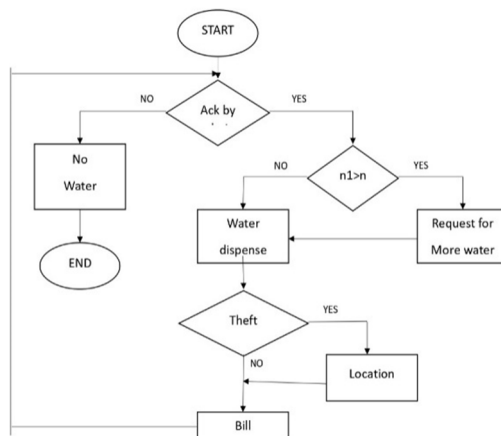 START
NO
YES
Ack by
No
Water
END
n1>n
NO
YES
Water
dispense
Request for
More water
Theft
YES
NO
Location
Bill